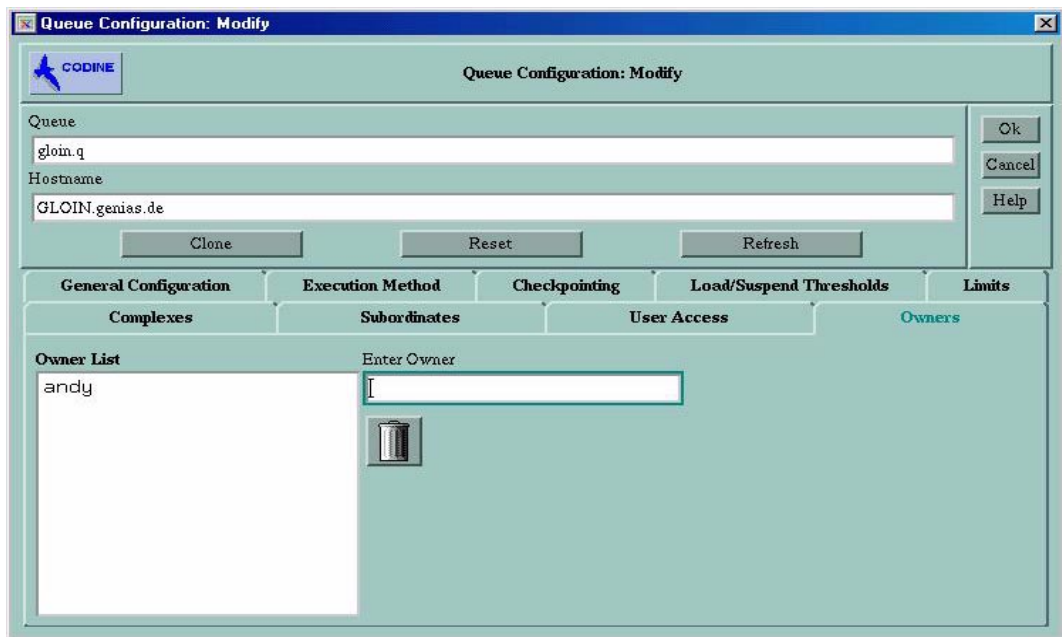 Queue Configuration: Modify
CODINE
Queue Configuration: Modify
Queue
gloin.q
Hostname
GLOIN.genias.de
Clone Reset Refresh
Ok
Cancel
Help
General Configuration Execution Method Checkpointing Load/Suspend Thresholds Limits
Complexes Subordinates User Access Owners
Owner List
andy
Enter Owner